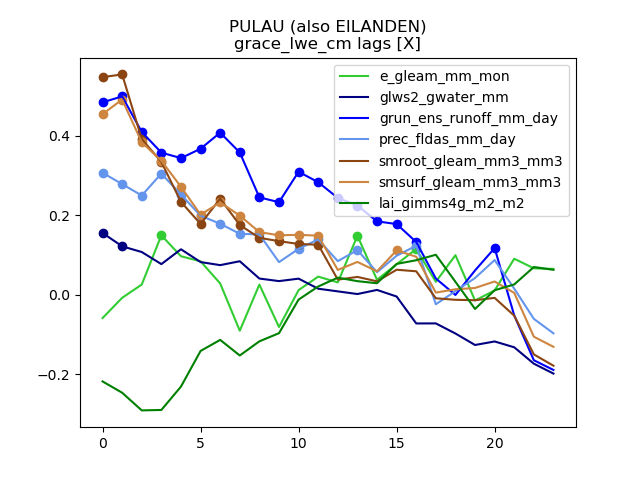 PULAU (also EILANDEN)
grace_lwe_cm lags [X]
e_gleam_mm_mon
glws2_gwater_mm
grun_ens_runoff_mm_day
prec_fldas_mm_day
smroot_gleam_mm3_mm3
smsurf_gleam_mm3_mm3
lai_gimms4g_m2_m2
0.4
0.2
0.0
−0.2
0 5 10 15 20